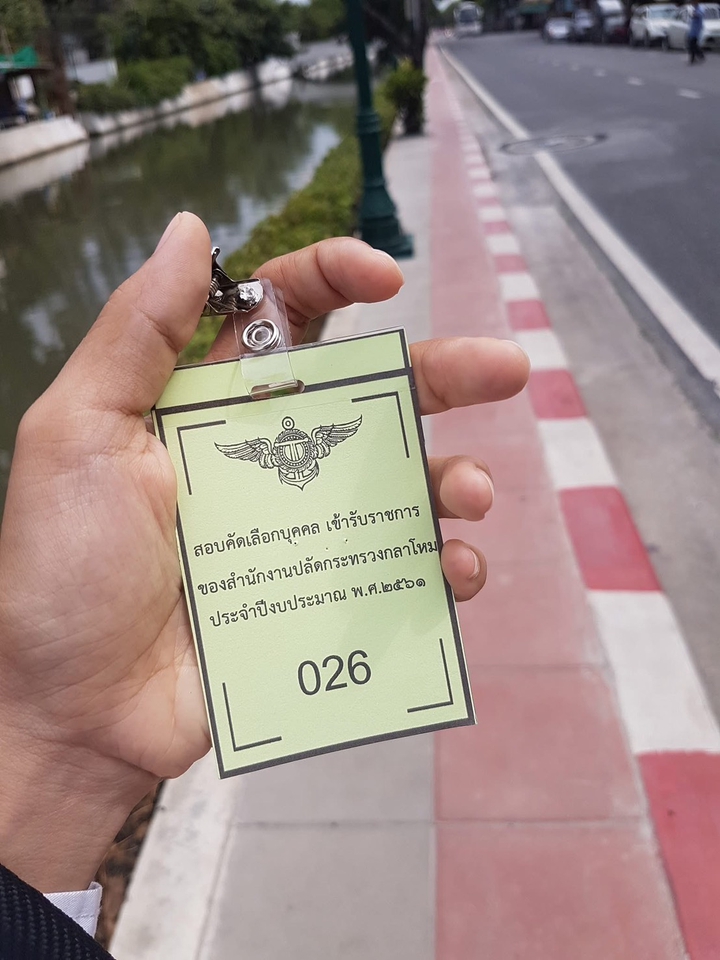 สอบคัดเลือกบุคคล เข้ารับราชการ
ของสำนักงานปลัดกระทรวงกลาโหม
ประจำปีงบประมาณ พ.ศ.๒๕๖๑
026